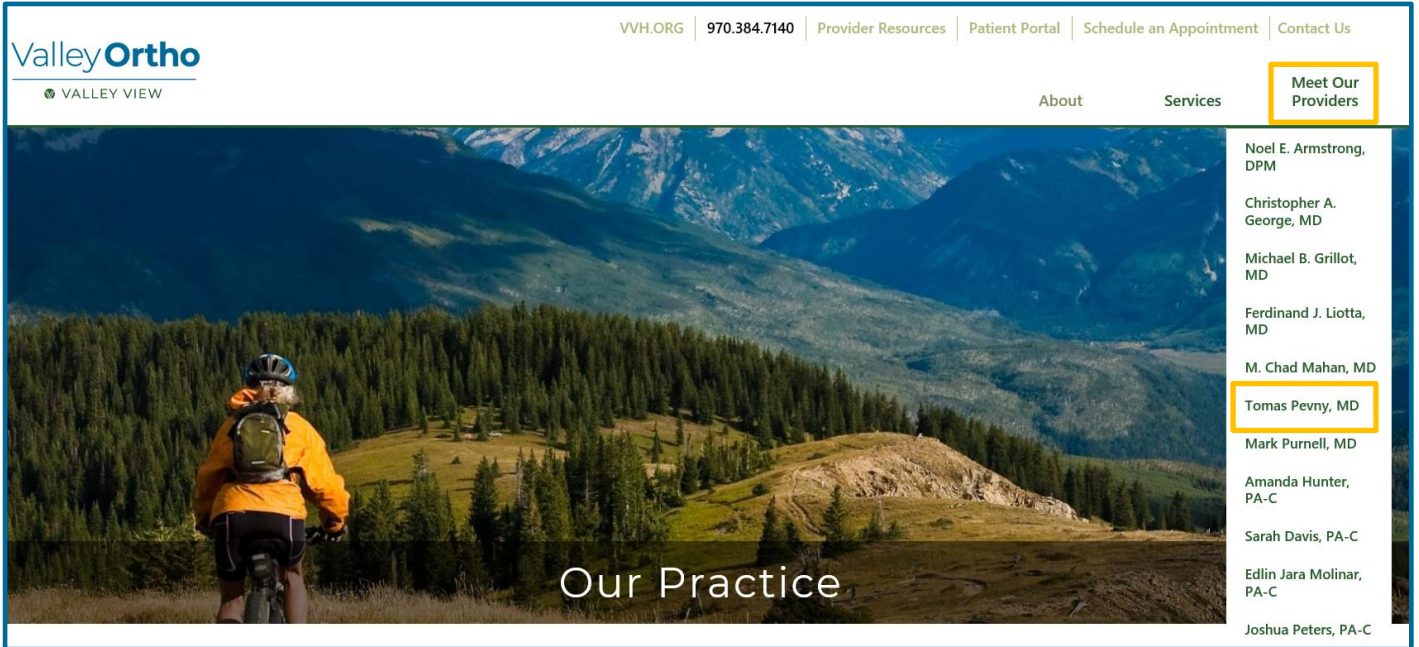 VVH.ORG 970.384.7140 Provider Resources Patient Portal Schedule an Appointment Contact Us
ValleyOrtho
VALLEY VIEW
About Services Meet Our
Providers
Noel E. Armstrong,
DPM
Christopher A.
George, MD
Michael B. Grillot,
MD
Ferdinand J. Liotta,
MD
M. Chad Mahan, MD
Tomas Pevny, MD
Mark Purnell, MD
Amanda Hunter,
PA-C
Sarah Davis, PA-C
Edlin Jara Molinar,
PA-C
Joshua Peters, PA-C
Our Practice